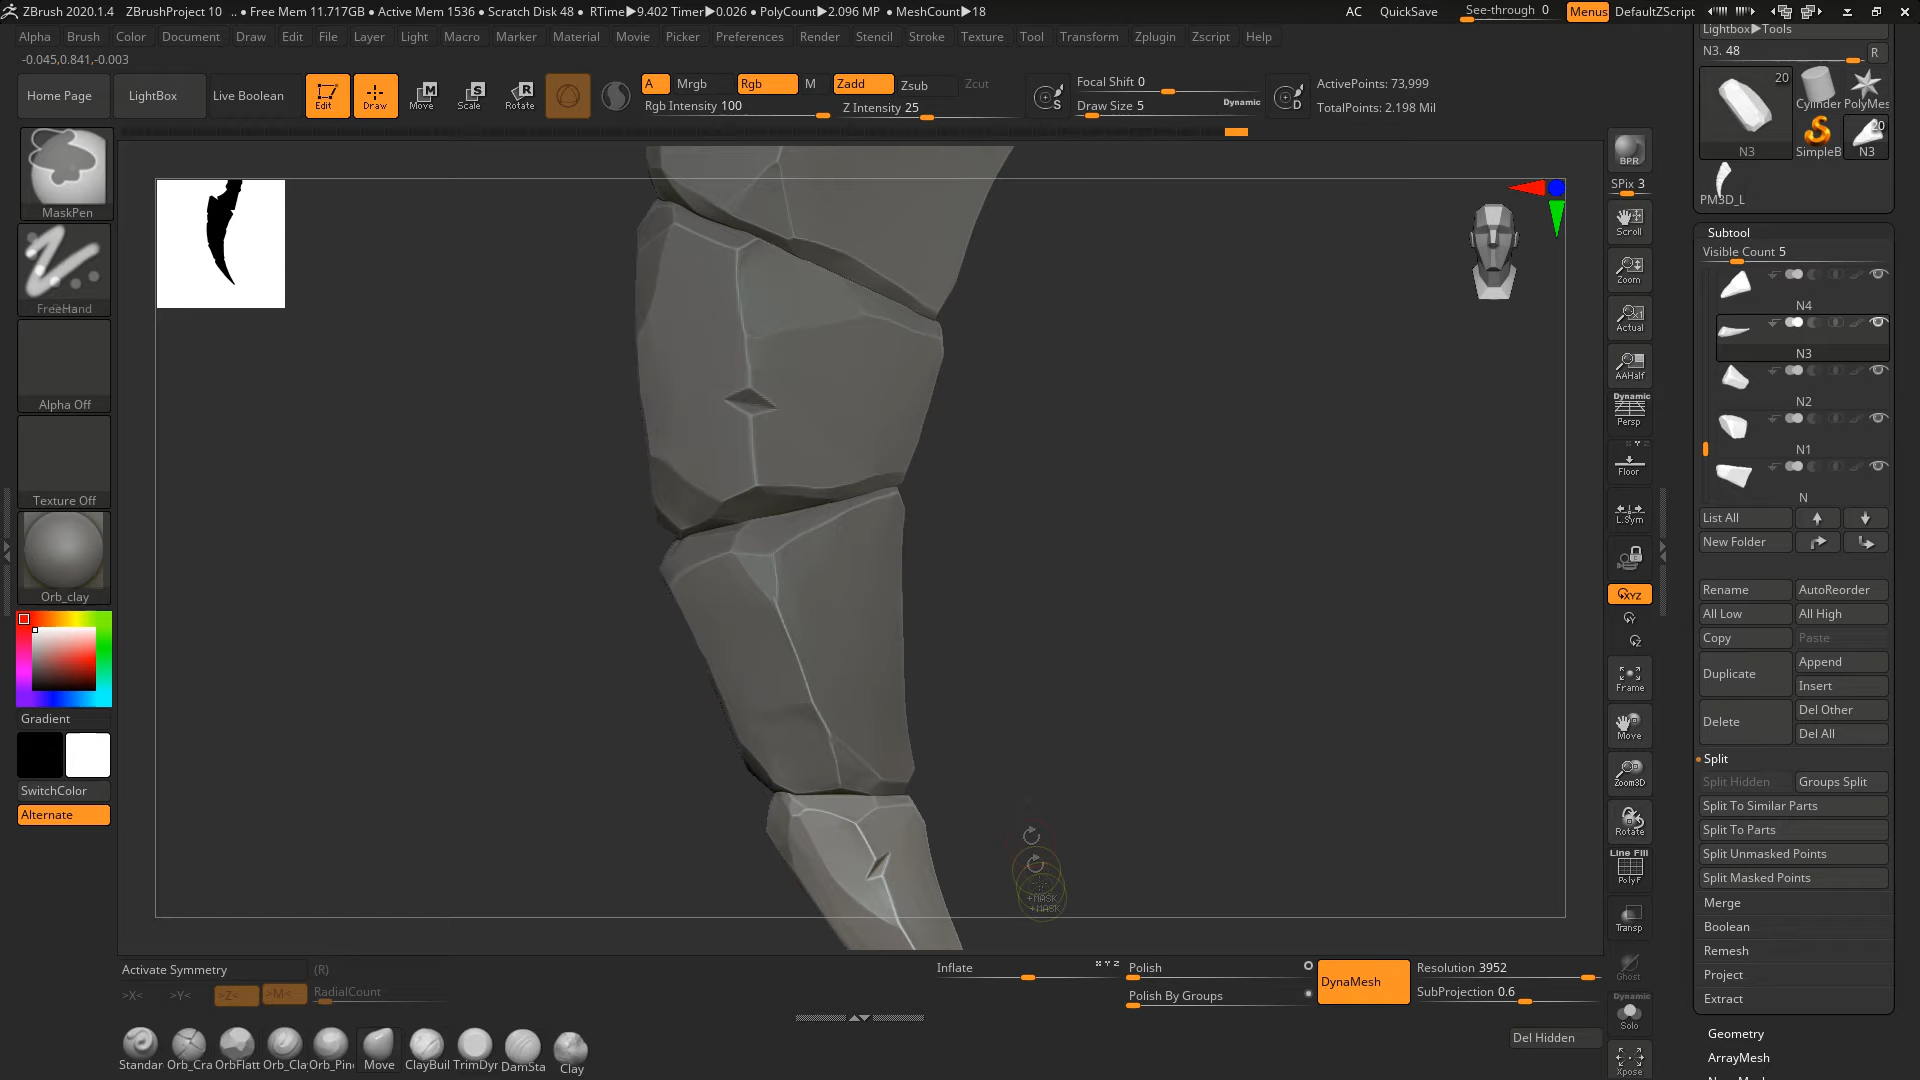 ZBrush 2020.1.4 ZBrushProject 10 .. • Free Mem 11.717GB • Active Mem 1536 • Scratch Disk 48 • RTime▶9.402 Timer▶0.026 • PolyCount▶2.096 MP • MeshCount▶18 AC QuickSave See-through 0 Menus DefaultZScript
Alpha Brush Color Document Draw Edit File Layer Light Macro Marker Material Movie Picker Preferences Render Stencil Stroke Texture Tool Transform Zplugin Zscript Help
-0.045,0.841,-0.003
Home Page LightBox Live Boolean Edit Draw Move Scale Rotate
A Mrgb Rgb M Zadd Zsub Zcut
Rgb Intensity 100 Z Intensity 25
Focal Shift 0
Draw Size 5 Dynamic
ActivePoints: 73,999
TotalPoints: 2.198 Mil
MaskPen
FreeHand
Alpha Off
Texture Off
Orb_clay
Gradient
SwitchColor
Alternate
BPR
SPix 3
Scroll
Zoom
Actual
AAHalf
Dynamic
Persp
Floor
L.Sym
XYZ
Frame
Move
Zoom3D
Rotate
Line Fill
PolyF
Transp
Ghost
Dynamic
Solo
Xpose
Lightbox▶Tools
N3. 48 R
20
Cylinder PolyMes
N3 SimpleB 20 N3
PM3D_L
Subtool
Visible Count 5
N4
N3
N2
N1
N
List All
New Folder
Rename AutoReorder
All Low All High
Copy Paste
Duplicate Append
Insert
Delete Del Other
Del All
Split
Split Hidden Groups Split
Split To Similar Parts
Split To Parts
Split Unmasked Points
Split Masked Points
Merge
Boolean
Remesh
Project
Extract
Geometry
ArrayMesh
+MASK
+MASK
Activate Symmetry (R)
>X< >Y< >Z< >M< RadialCount
Inflate X Y Z Polish
Polish By Groups
DynaMesh
Resolution 3952
SubProjection 0.6
Del Hidden
Standar Orb_Cra OrbFlatt Orb_Cla Orb_Pin Move ClayBuil TrimDyr DamSta Clay